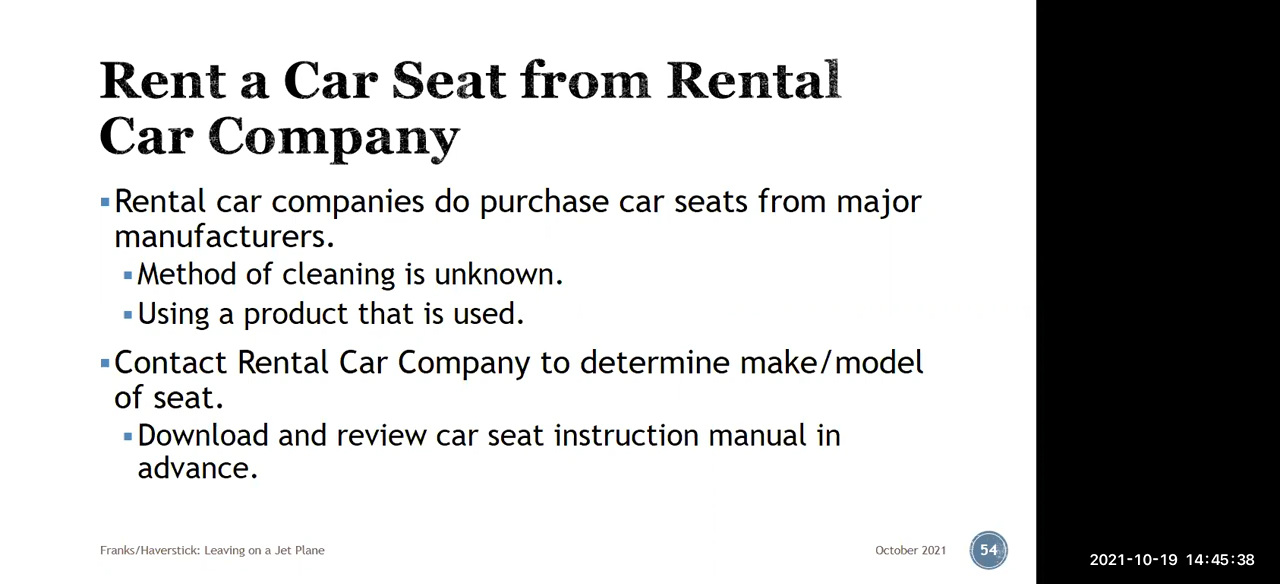 Rent a Car Seat from Rental
Car Company
▪Rental car companies do purchase car seats from major
manufacturers.
▪Method of cleaning is unknown.
▪Using a product that is used.
▪Contact Rental Car Company to determine make/model
of seat.
▪Download and review car seat instruction manual in
advance.
Franks/Haverstick: Leaving on a Jet Plane
October 2021
54
2021-10-19 14:45:38